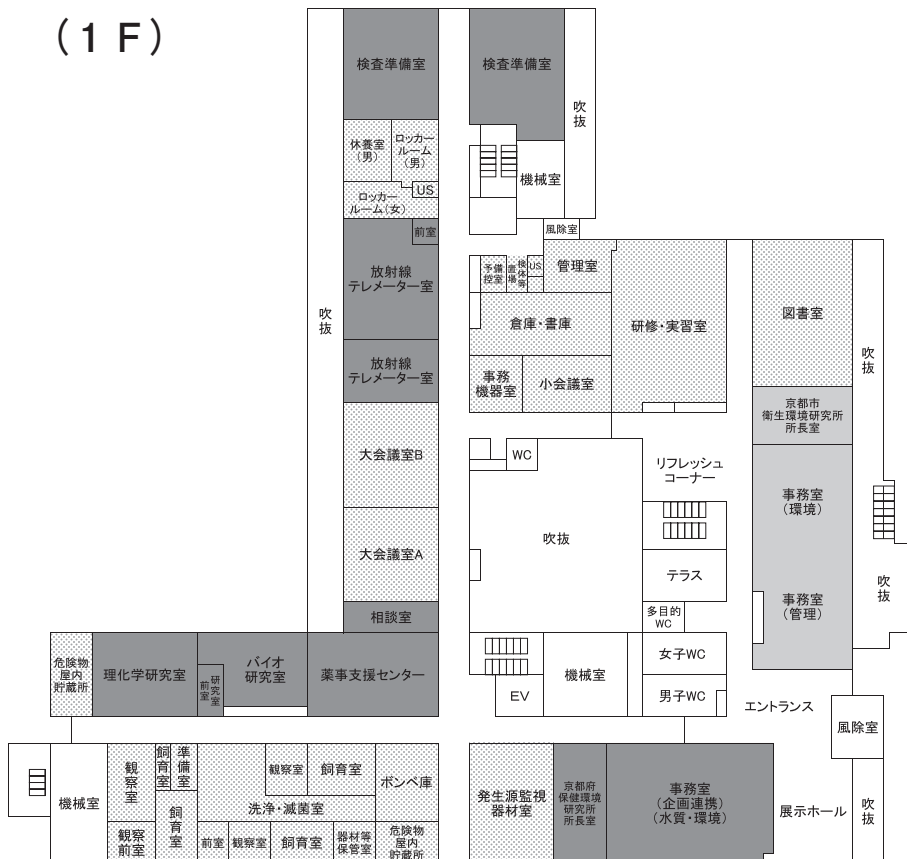 （１Ｆ）
検査準備室
検査準備室
吹
抜
休養室
（男）
ロッカー
ルーム
（男）
US
ロッカー
ルーム（女）
機械室
前室
放射線
テレメーター室
吹
抜
放射線
テレメーター室
大会議室B
大会議室A
相談室
風除室
予備
控室
検体等
置場
US
管理室
倉庫・書庫
研修・実習室
事務
機器室
小会議室
図書室
吹
抜
京都市
衛生環境研究所
所長室
事務室
（環境）
事務室
（管理）
吹
抜
WC
リフレッシュ
コーナー
吹抜
テラス
多目的
WC
女子WC
男子WC
機械室
EV
エントランス
風除室
危険物
屋内
貯蔵所
理化学研究室
研究室
前室
バイオ
研究室
薬事支援センター
機械室
観
察
室
飼
育
室
準
備
室
飼
育
室
観察室
飼育室
ボンベ庫
洗浄・滅菌室
観察
前室
前室
観察室
飼育室
器材等
保管室
危険物
屋内
貯蔵所
発生源監視
器材室
京都府
保健環境
研究所
所長室
事務室
（企画連携）
（水質・環境）
展示ホール
吹
抜